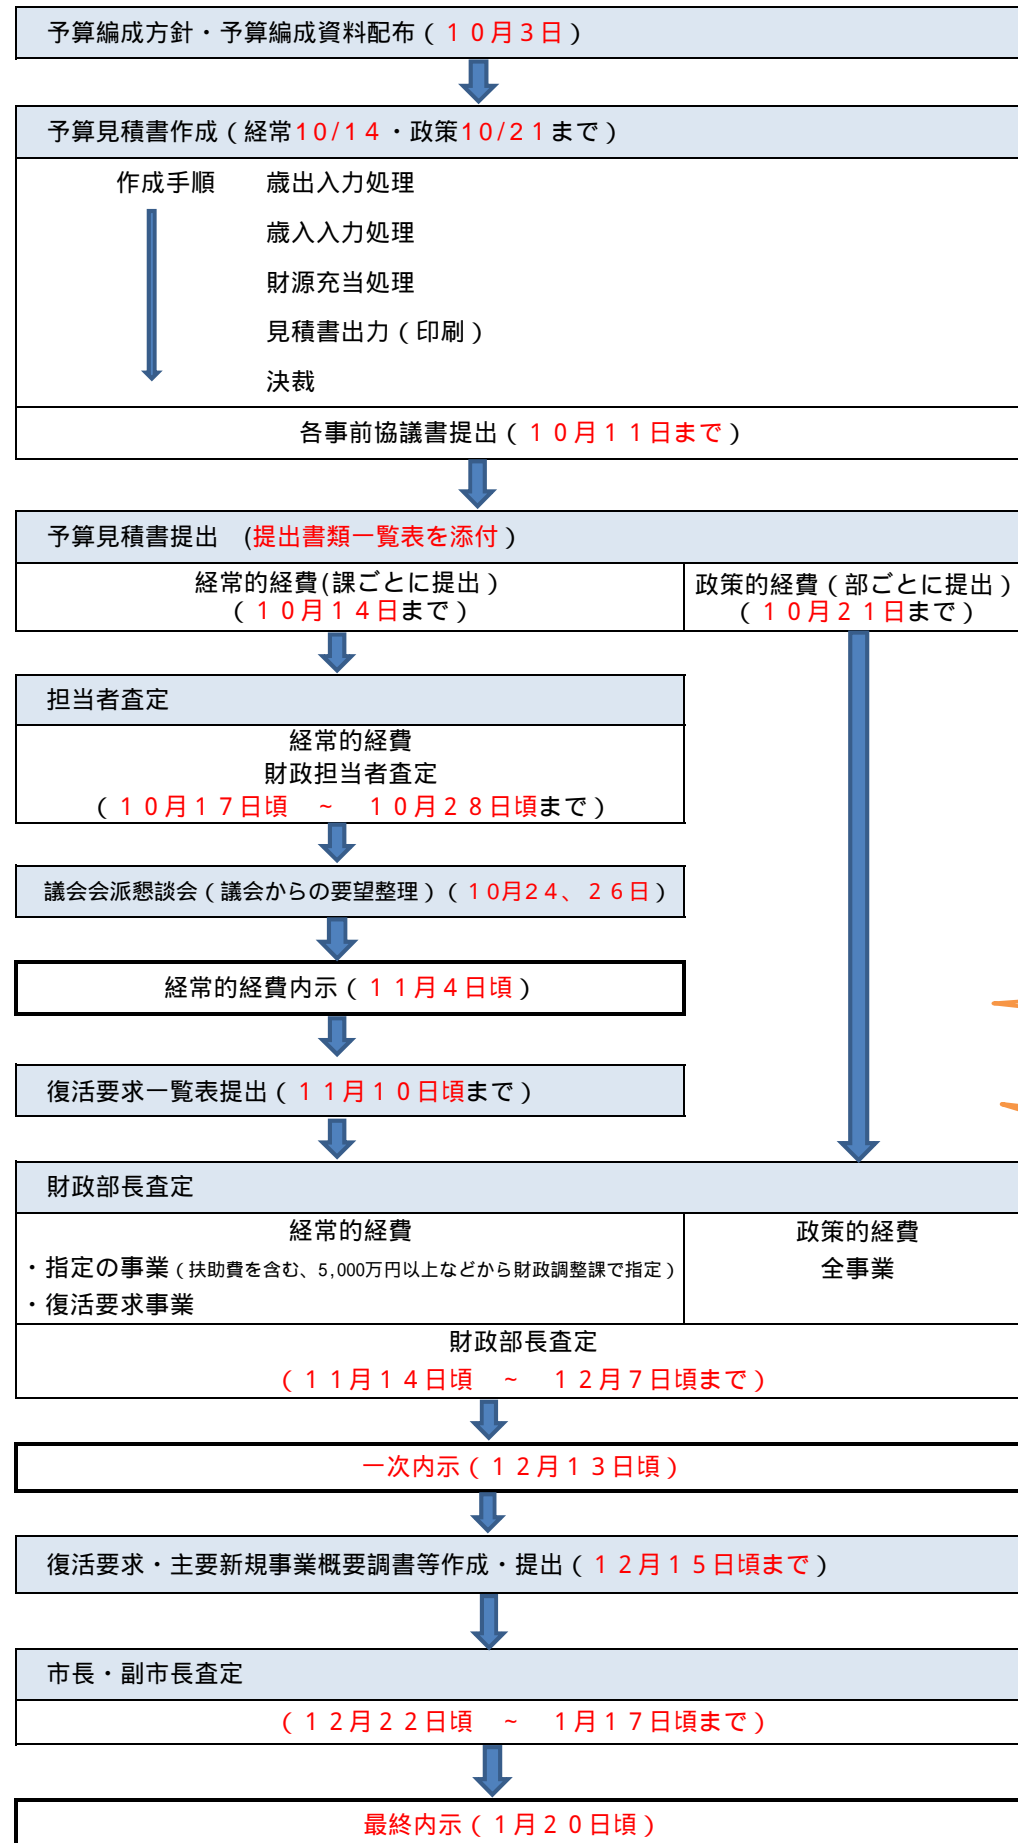 予算編成方針・予算編成資料配布（１０月３日）
予算見積書作成（経常10/14・政策10/21まで）
作成手順　歳出入力処理
歳入入力処理
財源充当処理
見積書出力（印刷）
決裁
各事前協議書提出（１０月１１日まで）
予算見積書提出　(提出書類一覧表を添付）
経常的経費(課ごとに提出）
（１０月１４日まで）
政策的経費（部ごとに提出）
（１０月２１日まで）
担当者査定
経常的経費
財政担当者査定
（１０月１７日頃　～　１０月２８日頃まで）
議会会派懇談会（議会からの要望整理）（１０月２４、２６日）
経常的経費内示（１１月４日頃）
復活要求一覧表提出（１１月１０日頃まで）
財政部長査定
経常的経費
・指定の事業（扶助費を含む、5,000万円以上などから財政調整課で指定）
・復活要求事業
政策的経費
全事業
財政部長査定
（１１月１４日頃　～　１２月７日頃まで）
一次内示（１２月１３日頃）
復活要求・主要新規事業概要調書等作成・提出（１２月１５日頃まで）
市長・副市長査定
（１２月２２日頃　～　１月１７日頃まで）
最終内示（１月２０日頃）